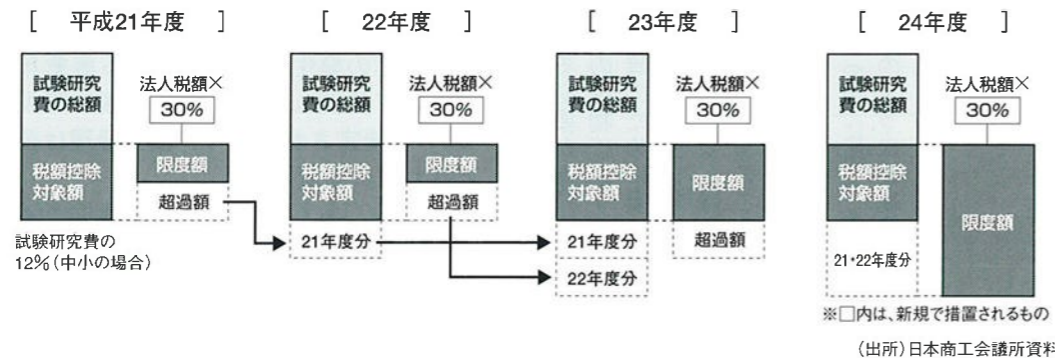 [ 平成21年度 ]
試験研究
費の総額
法人税額×
30%
税額控除
対象額
限度額
超過額
試験研究費の
12%(中小の場合)
[ 22年度 ]
試験研究
費の総額
法人税額×
30%
税額控除
対象額
限度額
超過額
21年度分
[ 23年度 ]
試験研究
費の総額
法人税額×
30%
税額控除
対象額
限度額
超過額
21年度分
22年度分
[ 24年度 ]
試験研究
費の総額
法人税額×
30%
税額控除
対象額
限度額
21・22年度分
※□内は、新規で措置されるもの
(出所)日本商工会議所資料